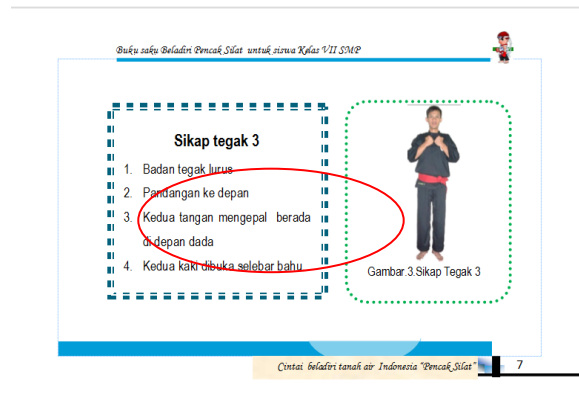 Buku saku Beladiri Pencak Silat untuk siswa Kelas VII SMP
Sikap tegak 3
1. Badan tegak lurus
2. Pandangan ke depan
3. Kedua tangan mengepal berada
di depan dada
4. Kedua kaki dibuka selebar bahu
Gambar.3.Sikap Tegak 3
Cintai beladiri tanah air Indonesia "Pencak Silat"
7